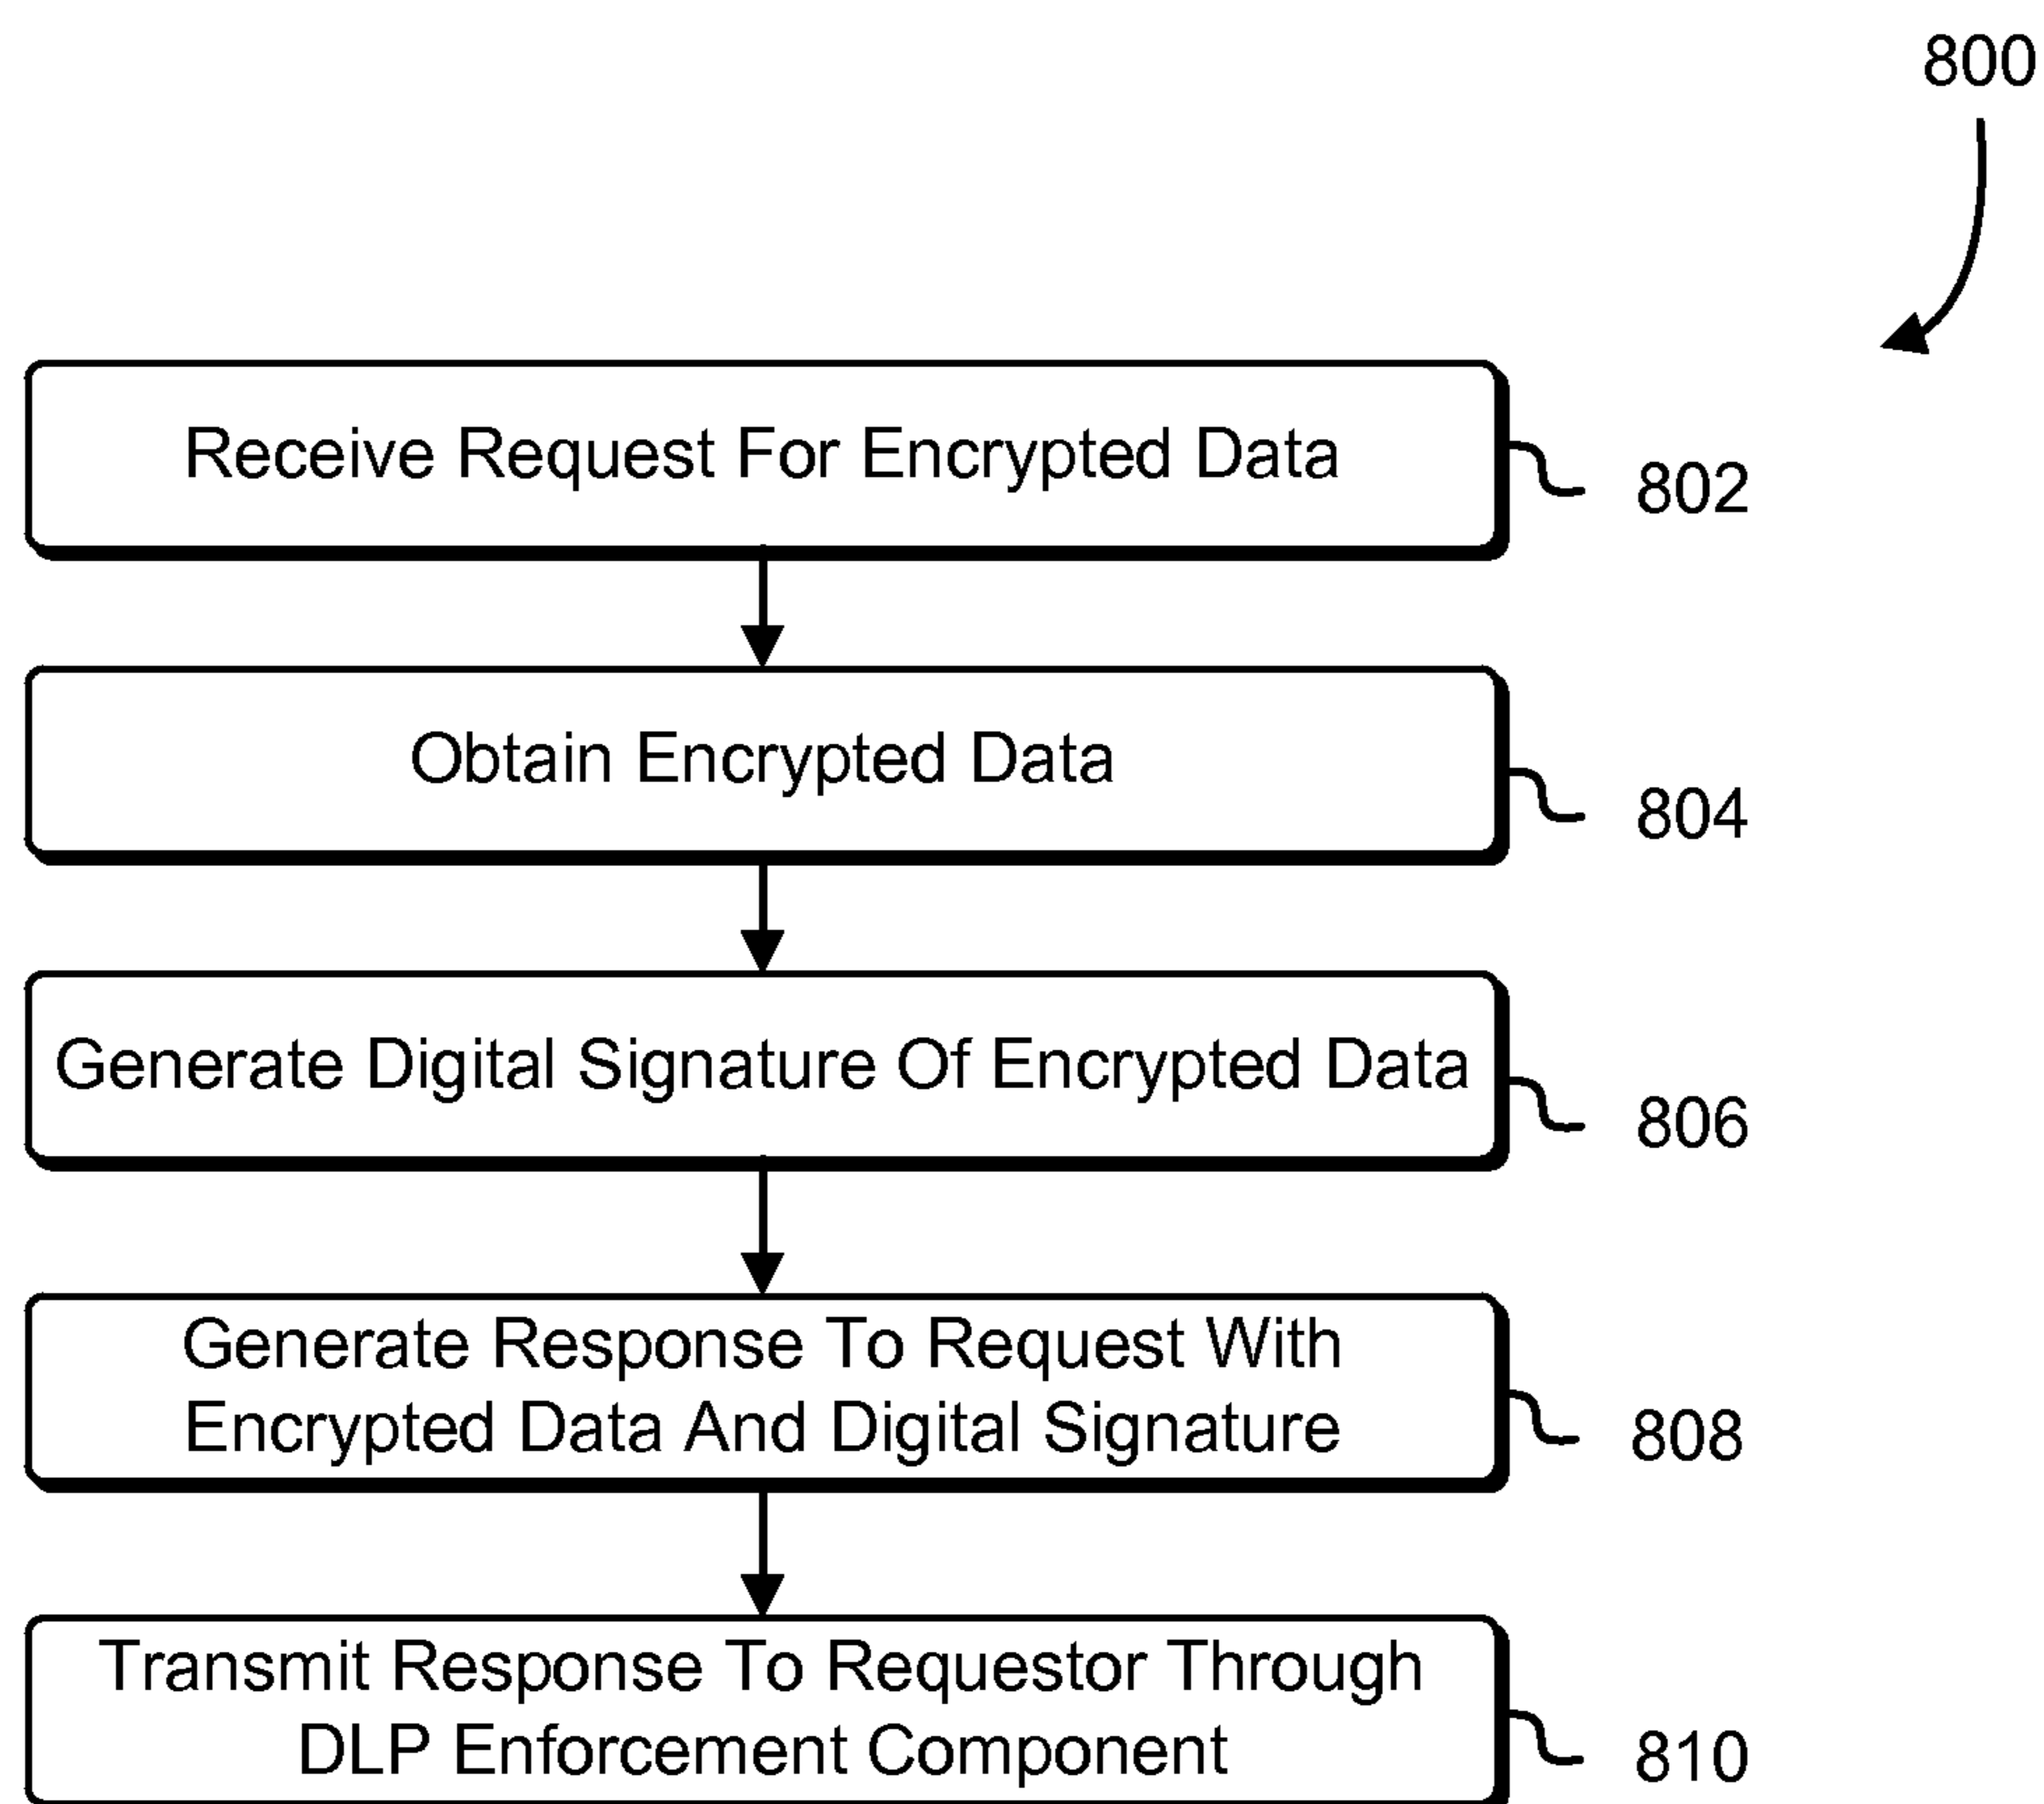 800
Receive Request For Encrypted Data
802
Obtain Encrypted Data
804
Generate Digital Signature Of Encrypted Data
806
Generate Response To Request With
Encrypted Data And Digital Signature
808
Transmit Response To Requestor Through
DLP Enforcement Component
810